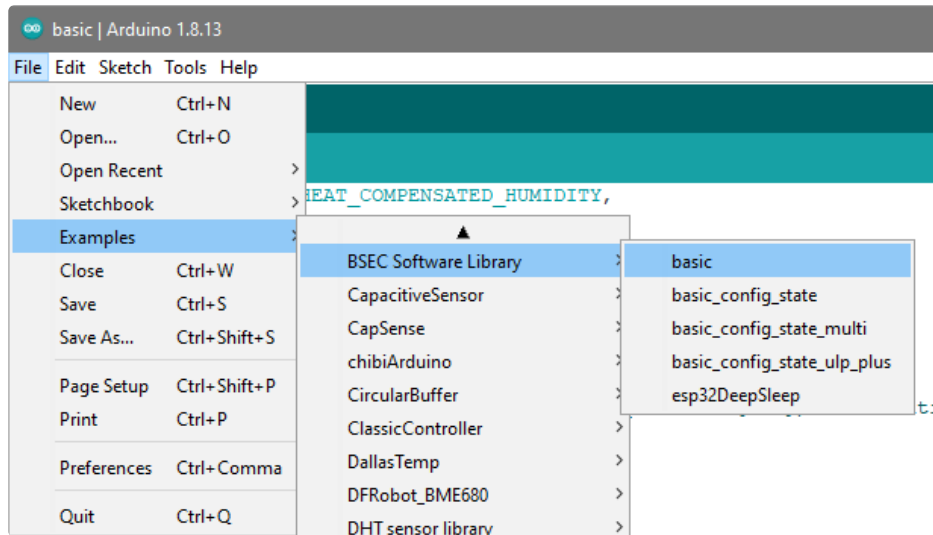 basic | Arduino 1.8.13
File Edit Sketch Tools Help
New Ctrl+N
Open... Ctrl+O
Open Recent
Sketchbook
Examples
Close Ctrl+W
Save Ctrl+S
Save As... Ctrl+Shift+S
Page Setup Ctrl+Shift+P
Print Ctrl+P
Preferences Ctrl+Comma
Quit Ctrl+Q
HEAT_COMPENSATED_HUMIDITY,
BSEC Software Library
CapacitiveSensor
CapSense
chibiArduino
CircularBuffer
ClassicController
DallasTemp
DFRobot_BME680
DHT sensor library
basic
basic_config_state
basic_config_state_multi
basic_config_state_ulp_plus
esp32DeepSleep